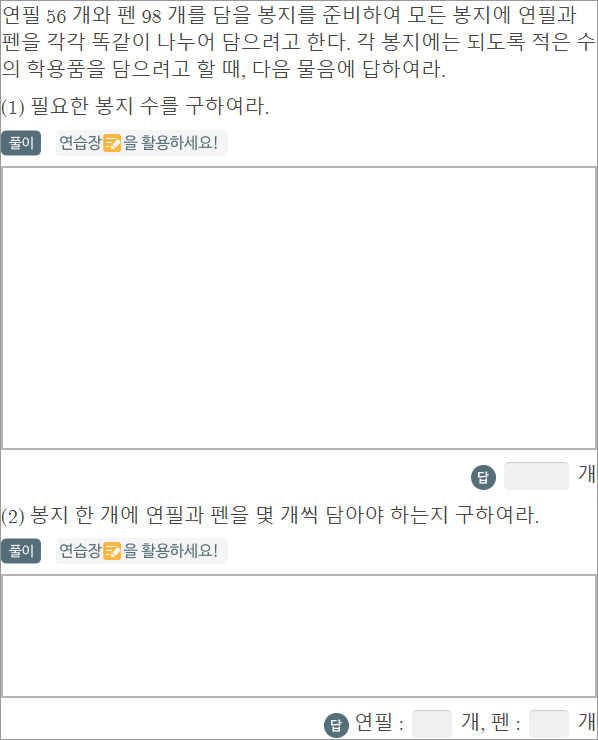 연필 56 개와 펜 98 개를 담을 봉지를 준비하여 모든 봉지에 연필과
펜을 각각 똑같이 나누어 담으려고 한다. 각 봉지에는 되도록 적은 수
의 학용품을 담으려고 할 때, 다음 물음에 답하여라.
(1) 필요한 봉지 수를 구하여라.
풀이 연습장을 활용하세요!
답 개
(2) 봉지 한 개에 연필과 펜을 몇 개씩 담아야 하는지 구하여라.
풀이 연습장을 활용하세요!
답 연필 : 개, 펜 : 개